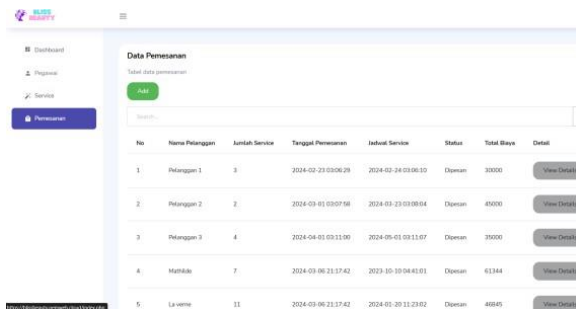 BLISS
BEAUTY
Dashboard
Pegawai
Service
Pemesanan
Data Pemesanan
Tabel data pemesanan
Add
Search...
No Nama Pelanggan Jumlah Service Tanggal Pemesanan Jadwal Service Status Total Biaya Detail
1 Pelanggan 1 3 2024-02-23 03:06:29 2024-02-24 03:06:10 Dipesan 30000 View Details
2 Pelanggan 2 2 2024-03-01 03:07:58 2024-03-23 03:08:04 Dipesan 45000 View Details
3 Pelanggan 3 4 2024-04-01 03:11:00 2024-05-01 03:11:07 Dipesan 35000 View Details
4 Mathilde 7 2024-03-06 21:17:42 2023-10-10 04:41:01 Dipesan 61344 View Details
5 La verne 11 2024-03-06 21:17:42 2024-01-20 11:23:02 Dipesan 46845 View Details